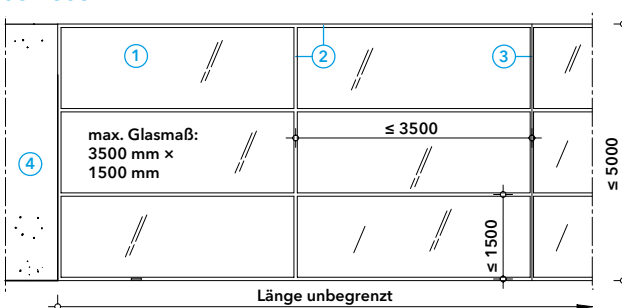 1
2
3
max. Glasmaß:
3500 mm ×
1500 mm
≤ 3500
4
≤ 5000
≤ 1500
Länge unbegrenzt